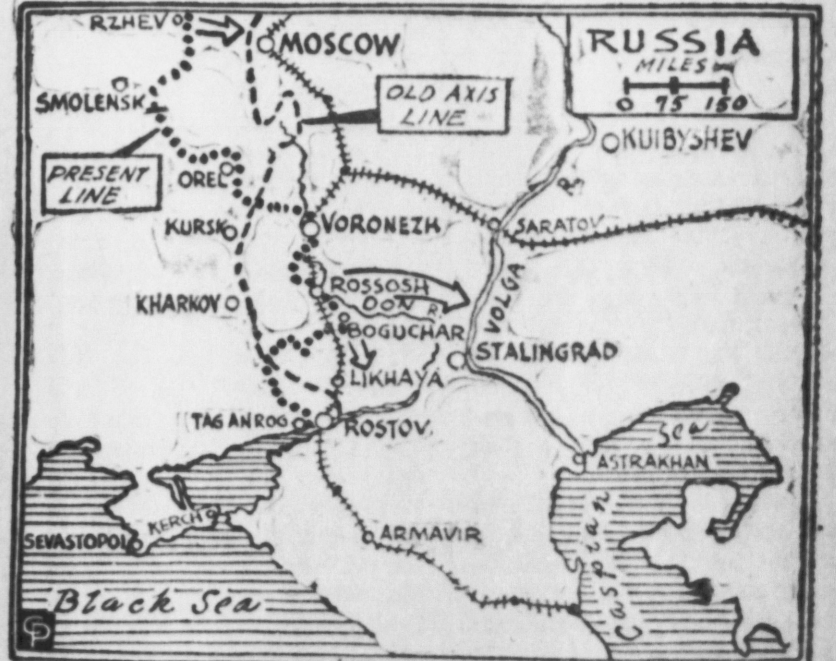 RZHEV
MOSCOW
RUSSIA
MILES
0 75 150
SMOLENSK
OLD AXIS
LINE
KUIBYSHEV
PRESENT
LINE
OREL
R.
KURSK
VORONEZH
SARATOV
KHARKOV
ROSSOSH
DON R.
VOLGA
BOGUCHAR
STALINGRAD
LIKHAYA
TAGANROG
ROSTOV
Sea
ASTRAKHAN
KERCH
SEVASTOPOL
ARMAVIR
Caspian
Black Sea
CP